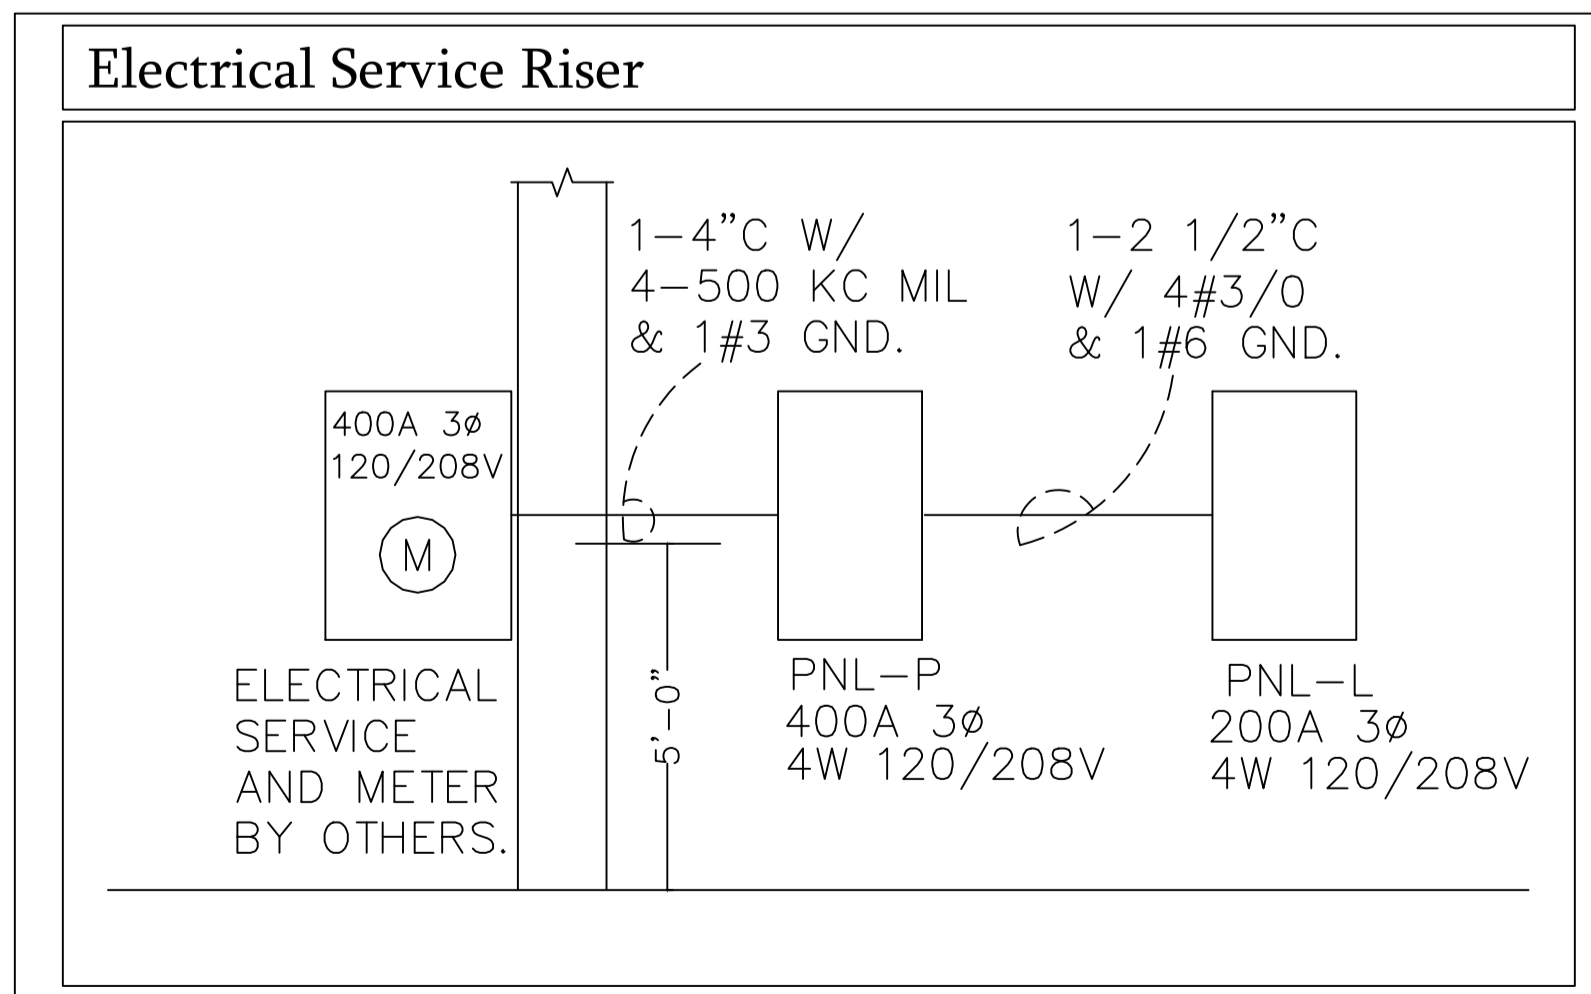 Electrical Service Riser
1-4”C W/
4-500 KC MIL
& 1#3 GND.
1-2 1/2”C
W/ 4#3/0
& 1#6 GND.
400A 3ø
120/208V
M
ELECTRICAL
SERVICE
AND METER
BY OTHERS.
5’-0”
PNL-P
400A 3ø
4W 120/208V
PNL-L
200A 3ø
4W 120/208V